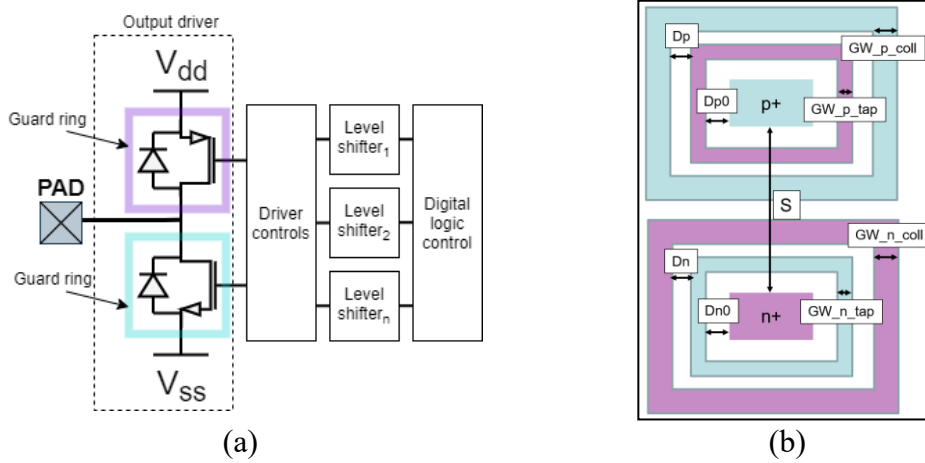 Output driver
Vdd
Guard ring
PAD
Guard ring
Vss
Driver
controls
Level
shifter1
Level
shifter2
Level
shiftern
Digital
logic
control
(a)
Dp
GW_p_coll
Dp0
p+
GW_p_tap
S
GW_n_coll
Dn
Dn0
n+
GW_n_tap
(b)